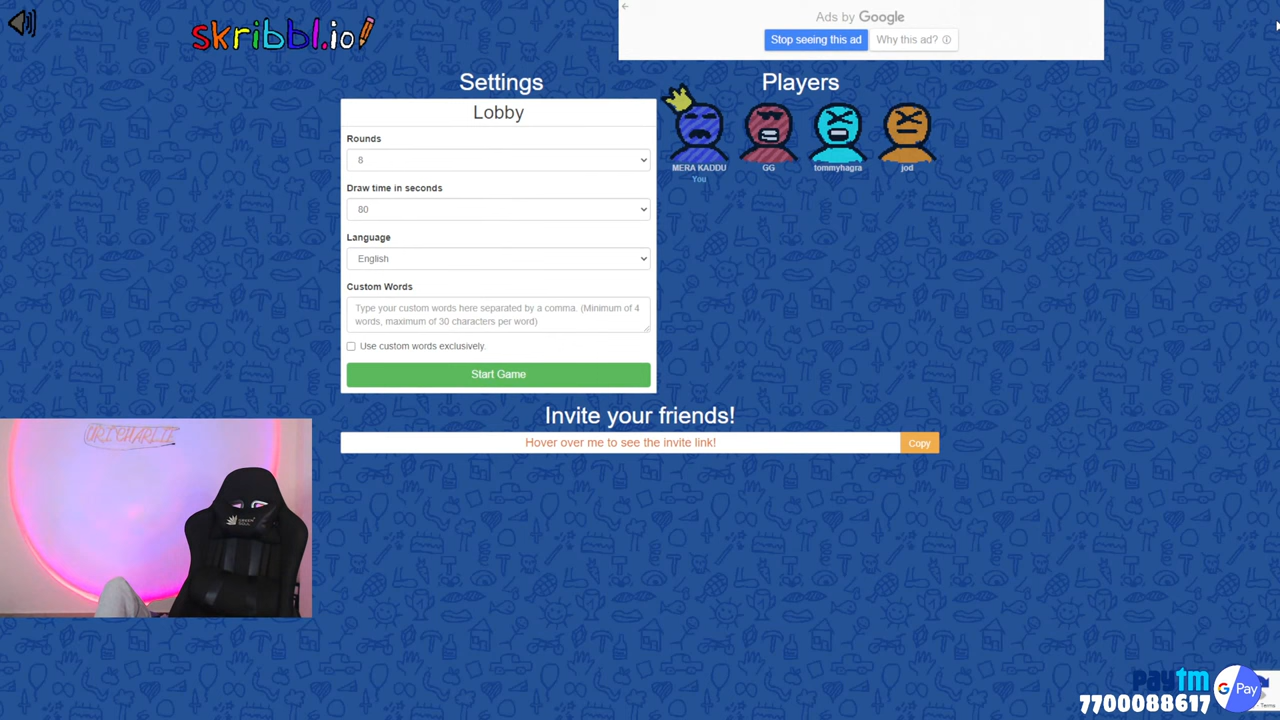 skribbl.io
Ads by Google
Stop seeing this ad
Why this ad?
Settings
Players
Lobby
Rounds
8
MERA KADDU
GG
tommyhagra
jod
You
Draw time in seconds
80
Language
English
Custom Words
Type your custom words here separated by a comma. (Minimum of 4
words, maximum of 30 characters per word)
Use custom words exclusively.
Start Game
Invite your friends!
Hover over me to see the invite link!
Copy
paytm
7700088617
G Pay
Terms